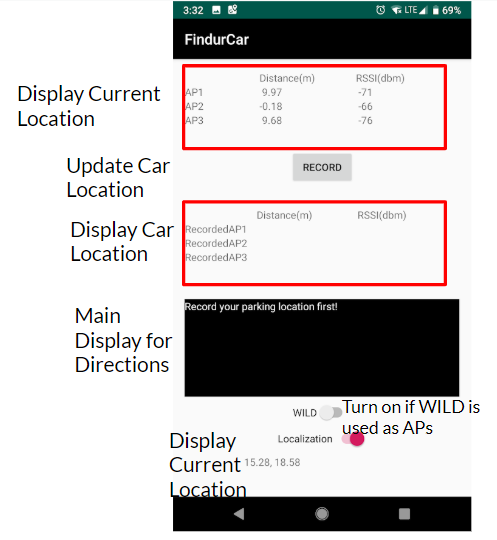 3:32 LTE 69%
FindurCar
Distance(m) RSSI(dbm)
AP1 9.97 -71
AP2 -0.18 -66
AP3 9.68 -76
Display Current
Location
RECORD
Update Car
Location
Distance(m) RSSI(dbm)
RecordedAP1
RecordedAP2
RecordedAP3
Display Car
Location
Record your parking location first!
Main
Display for
Directions
WILD
Turn on if WILD is
used as APs
Localization
Display
Current
Location
15.28, 18.58